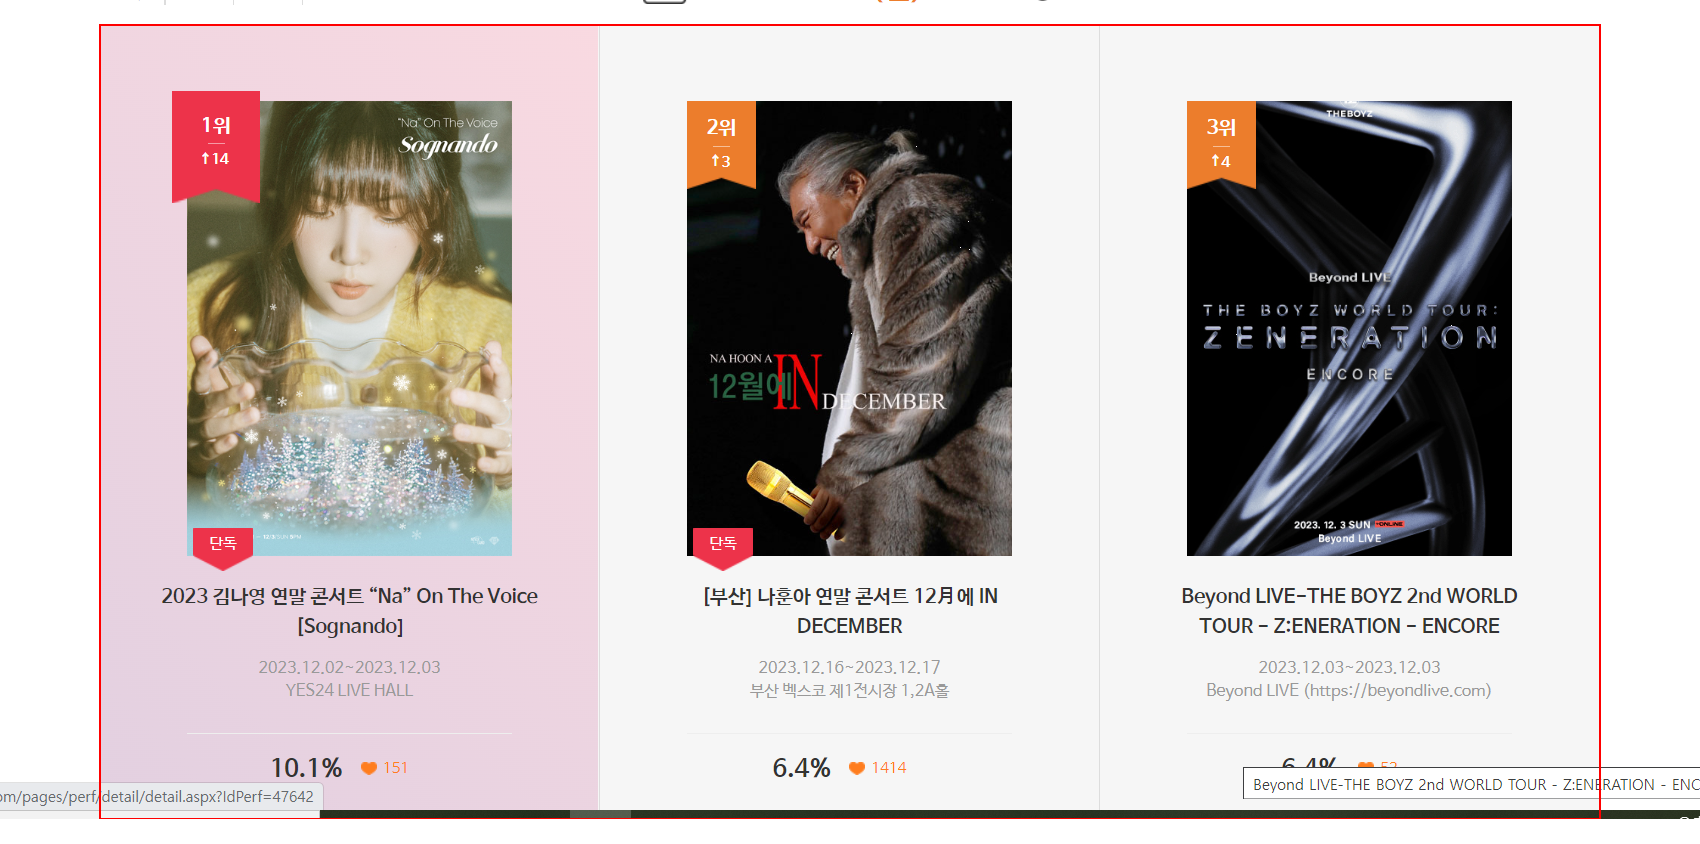 1위
↑14
"Na" On The Voice
Sognando
단독
2023 김나영 연말 콘서트 “Na” On The Voice
[Sognando]
2023.12.02~2023.12.03
YES24 LIVE HALL
10.1% 151
2위
↑3
NA HOON A
12월에 IN DECEMBER
단독
[부산] 나훈아 연말 콘서트 12月에 IN
DECEMBER
2023.12.16~2023.12.17
부산 벡스코 제1전시장 1,2A홀
6.4% 1414
3위
↑4
THEBOYZ
Beyond LIVE
THE BOYZ WORLD TOUR:
ZENERATION
ENCORE
2023. 12. 3 SUN ONLINE
Beyond LIVE
Beyond LIVE-THE BOYZ 2nd WORLD
TOUR - Z:ENERATION - ENCORE
2023.12.03~2023.12.03
Beyond LIVE (https://beyondlive.com)
6.4% 52
om/pages/perf/detail/detail.aspx?IdPerf=47642
Beyond LIVE-THE BOYZ 2nd WORLD TOUR - Z:ENERATION - ENC